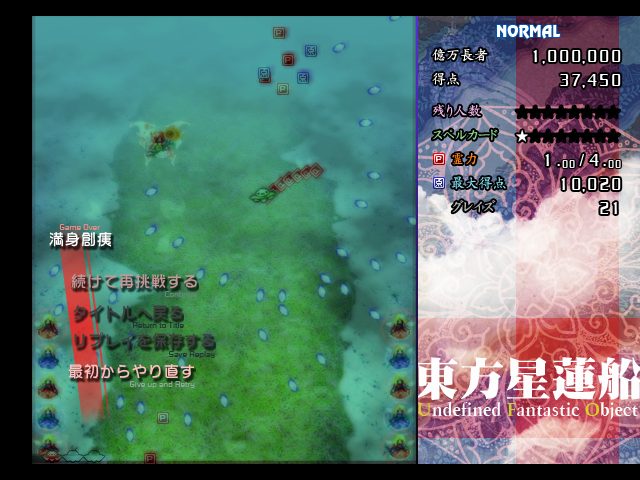 NORMAL
億万長者 1,000,000
得点 37,450
残り人数
スペルカード
P 霊力 1.00/4.00
点 最大得点 10,020
グレイズ 21
Game Over
満身創痍
続けて再挑戦する
Continue
タイトルへ戻る
Return to Title
リプレイを保存する
Save Replay
最初からやり直す
Give up and Retry
東方星蓮船
Undefined Fantastic Object